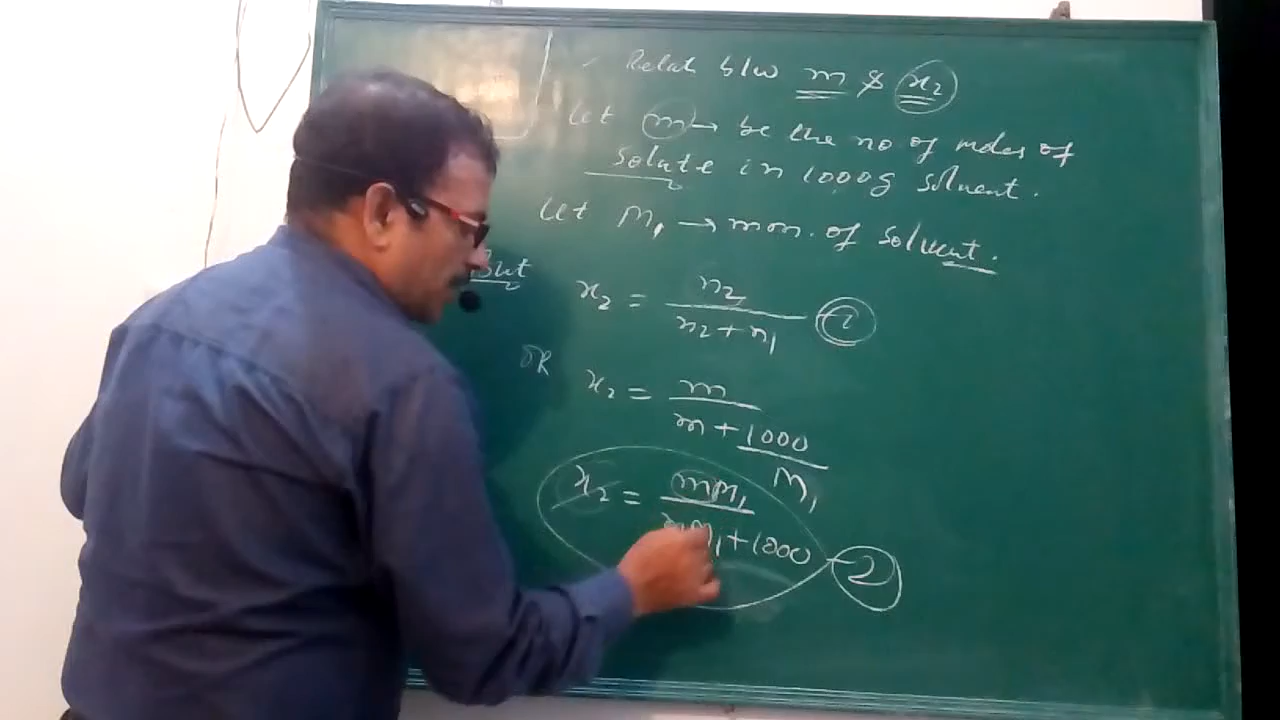 Relat b/w m & x₂
Let m → be the no of moles of
solute in 1000g solvent.
Let M₁ → mm. of solvent.
But x₂ = n₂ / (n₂ + n₁) — 1
OR x₂ = m / (m + 1000/M₁)
x₂ = mM₁ / (mM₁ + 1000) — 2